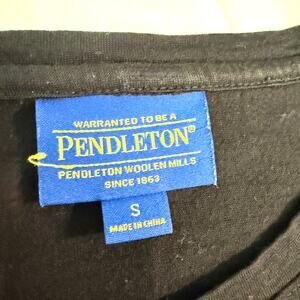 WARRANTED TO BE A
PENDLETON®
PENDLETON WOOLEN MILLS
SINCE 1863
S
MADE IN CHINA